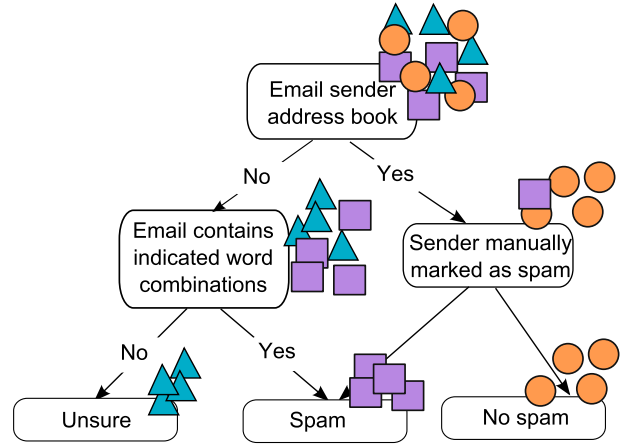 Email sender
address book
No
Yes
Email contains
indicated word
combinations
Sender manually
marked as spam
No
Yes
Unsure
Spam
No spam